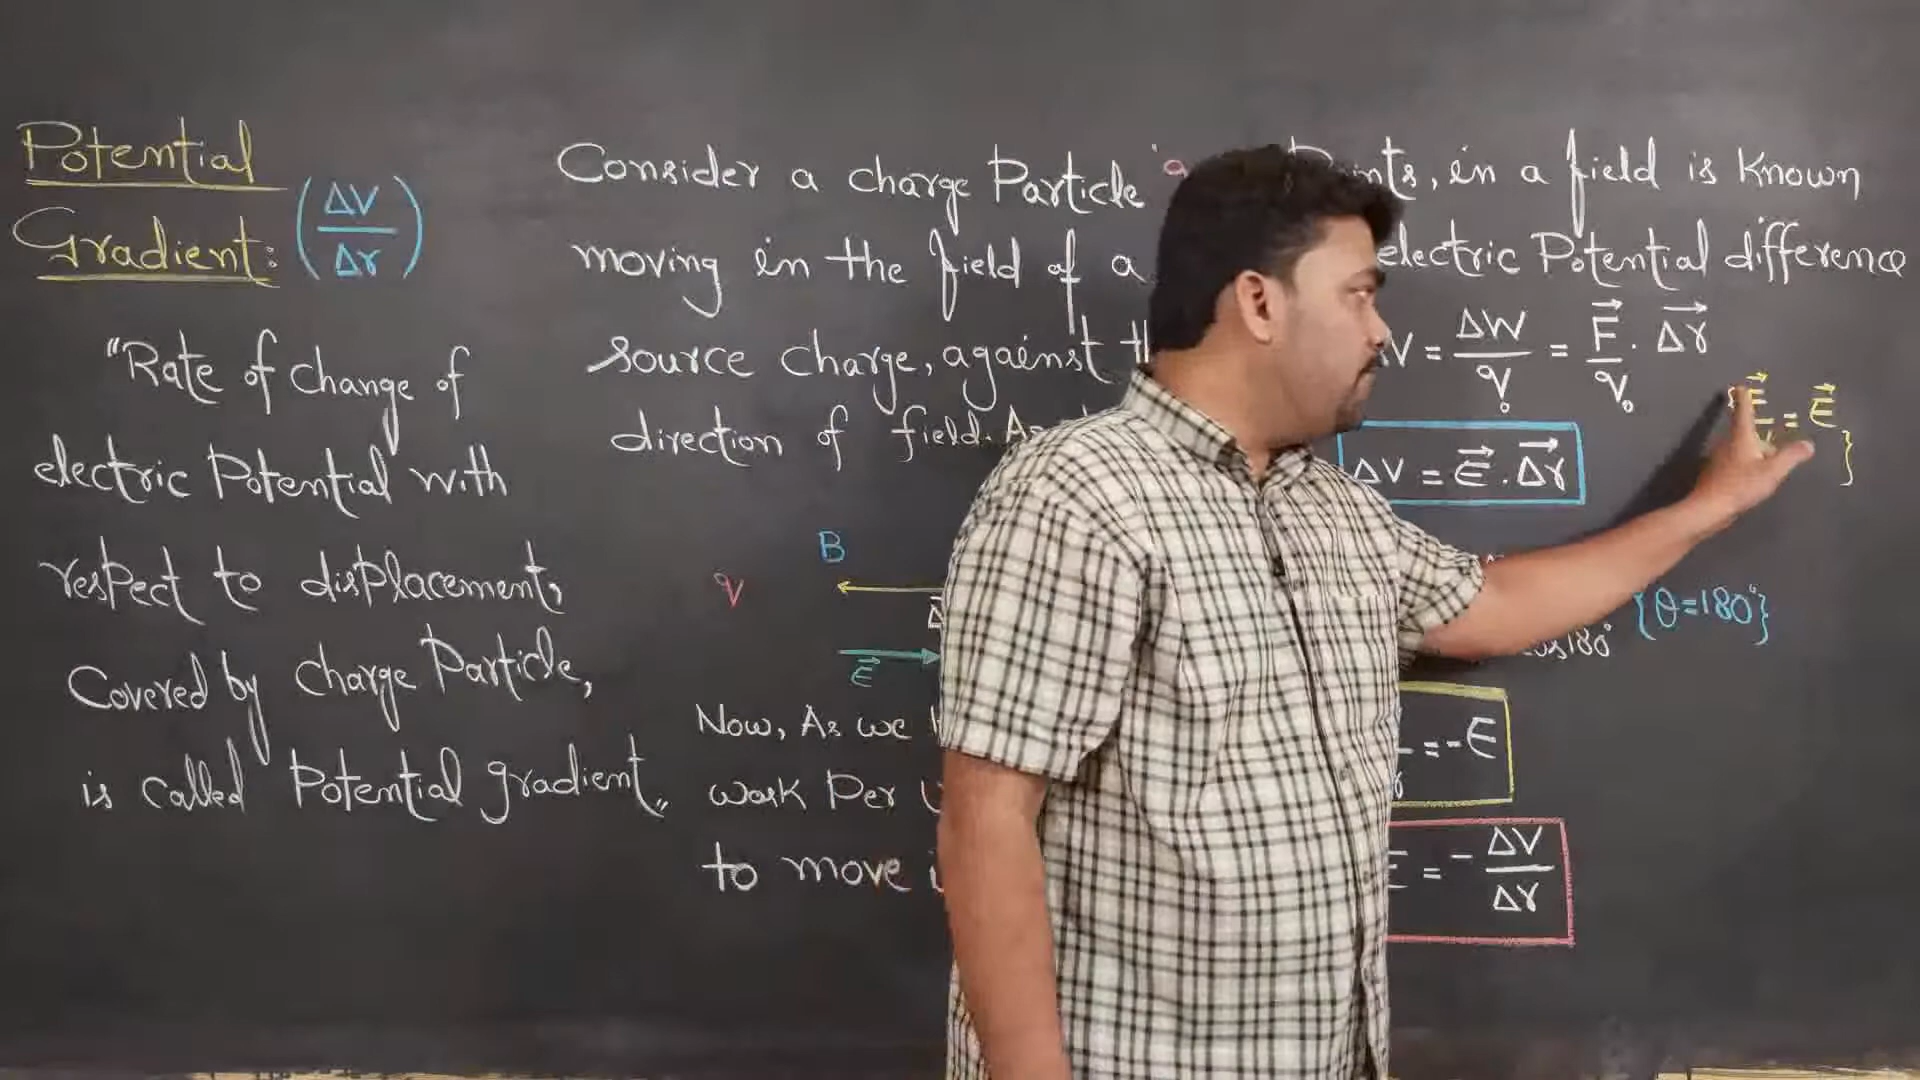 Potential
Gradient: (ΔV/Δr)
"Rate of change of
electric Potential with
respect to displacement,
Covered by charge Particle,
is called Potential gradient"
Consider a charge Particle
moving in the field of a
source charge, against
direction of field. As
B
q
E⃗
Now, As we
work Per
to move
in a field is known
electric Potential difference
V = ΔW/q₀ = F⃗/q₀ . Δr⃗
= E⃗ }
ΔV = E⃗ . Δr⃗
{θ=180°}
cos180°
= -E
= - ΔV/Δr